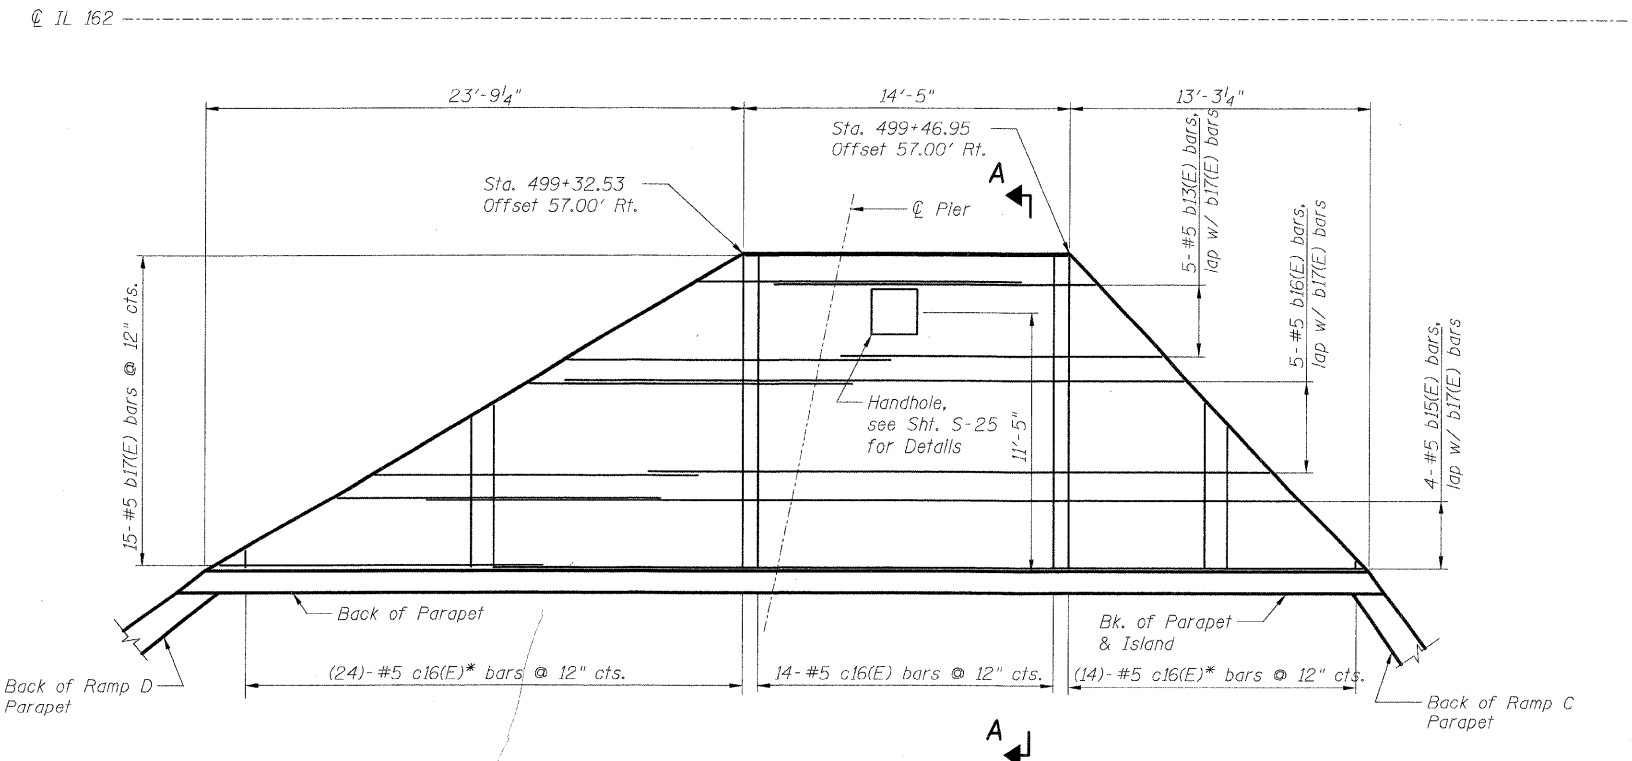 ℄ IL 162
23'-9¼"
14'-5"
13'-3¼"
Sta. 499+46.95
Offset 57.00' Rt.
Sta. 499+32.53
Offset 57.00' Rt.
A
℄ Pier
5-#5 b13(E) bars,
lap w/ b17(E) bars
5-#5 b16(E) bars,
lap w/ b17(E) bars
4-#5 b15(E) bars,
lap w/ b17(E) bars
15-#5 b17(E) bars @ 12" cts.
Handhole,
see Sht. S-25
for Details
11'-5"
Back of Parapet
Bk. of Parapet
& Island
(24)-#5 c16(E)* bars @ 12" cts.
14-#5 c16(E) bars @ 12" cts.
(14)-#5 c16(E)* bars @ 12" cts.
Back of Ramp D
Parapet
Back of Ramp C
Parapet
A